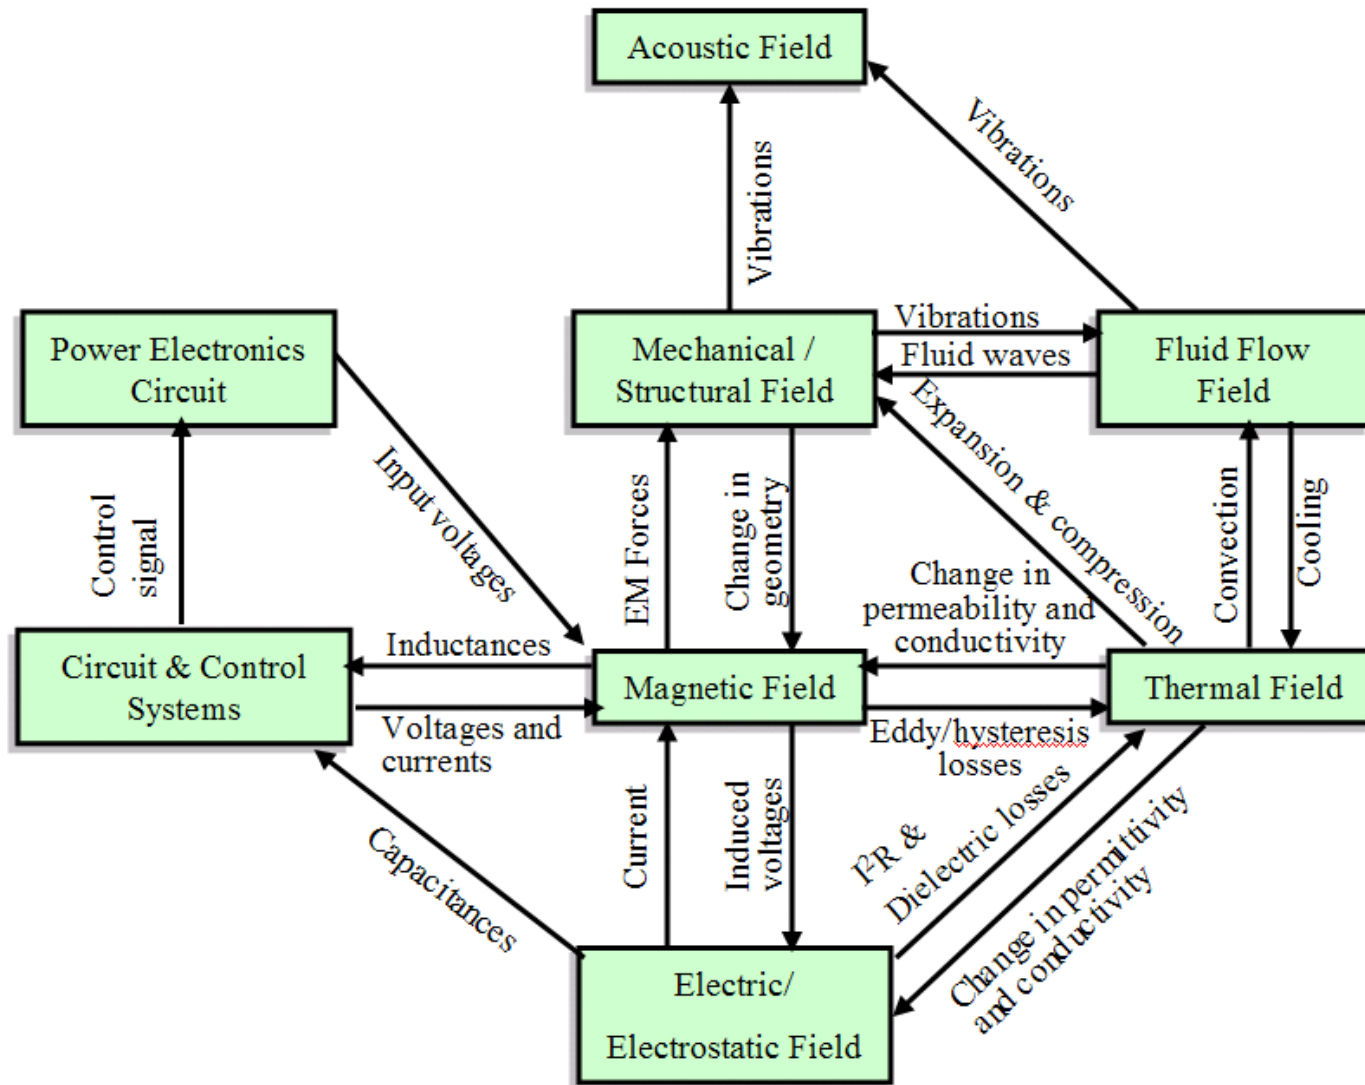 Acoustic Field
Vibrations
Vibrations
Power Electronics
Circuit
Mechanical /
Structural Field
Vibrations
Fluid waves
Fluid Flow
Field
Control
signal
Input voltages
EM Forces
Change in
geometry
Expansion & compression
Convection
Cooling
Change in
permeability and
conductivity
Circuit & Control
Systems
Inductances
Voltages and
currents
Magnetic Field
Eddy/hysteresis
losses
Thermal Field
Capacitances
Current
Induced
voltages
I²R &
Dielectric losses
Change in permittivity
and conductivity
Electric/
Electrostatic Field